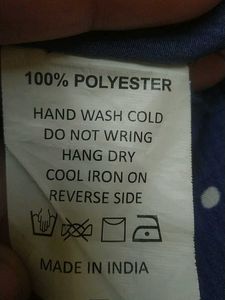 100% POLYESTER
HAND WASH COLD
DO NOT WRING
HANG DRY
COOL IRON ON
REVERSE SIDE
MADE IN INDIA